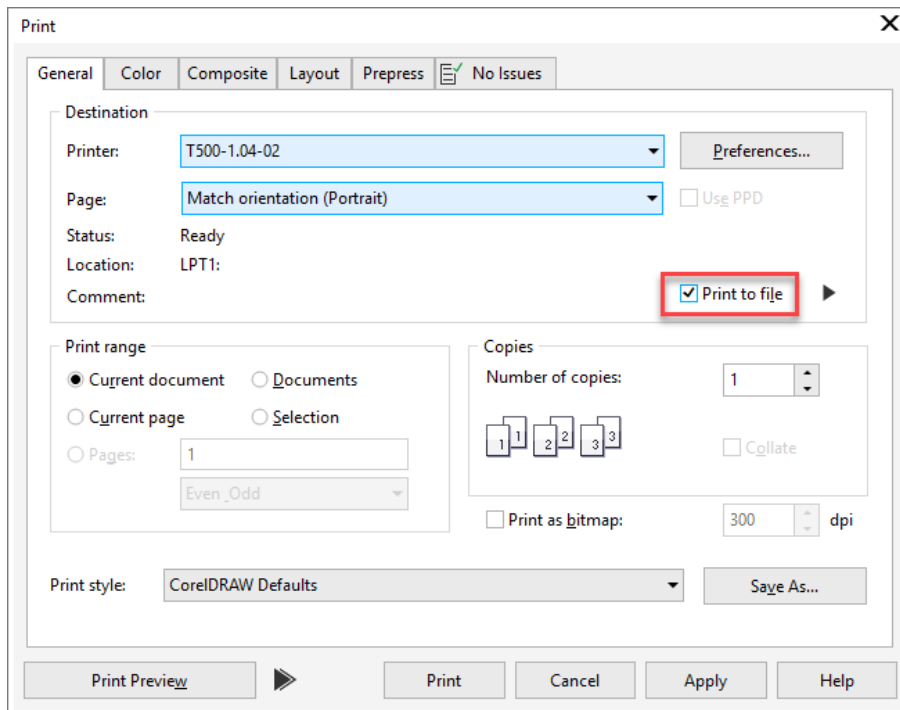 Print
General Color Composite Layout Prepress No Issues
Destination
Printer: T500-1.04-02 Preferences...
Page: Match orientation (Portrait) Use PPD
Status: Ready
Location: LPT1:
Comment: Print to file
Print range
Current document Documents
Current page Selection
Pages: 1
Even _Odd
Copies
Number of copies: 1
1 1 2 2 3 3
Collate
Print as bitmap: 300 dpi
Print style: CorelDRAW Defaults Save As...
Print Preview Print Cancel Apply Help